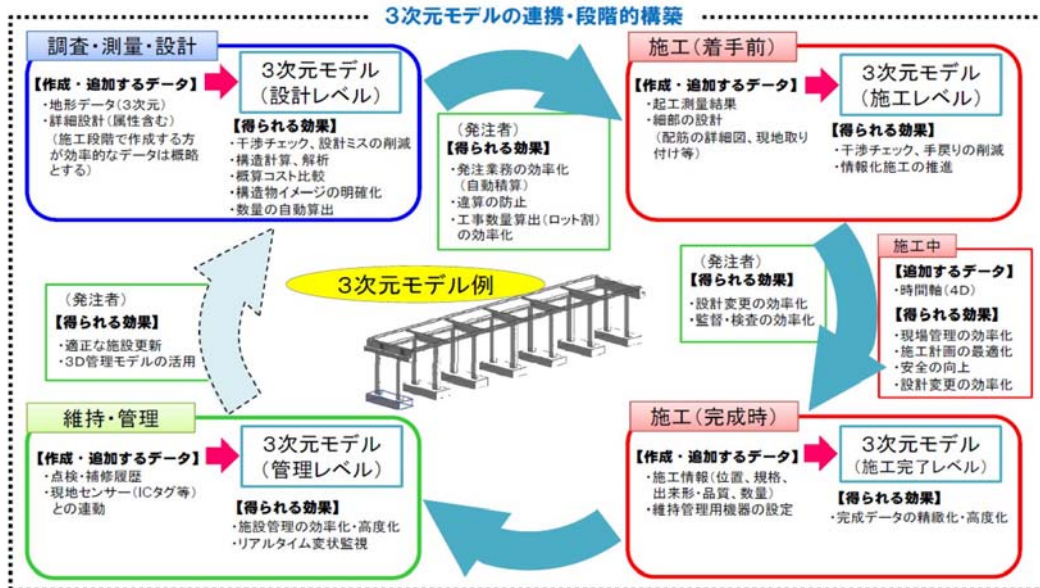 3次元モデルの連携・段階的構築
調査・測量・設計
【作成・追加するデータ】
・地形データ(3次元)
・詳細設計(属性含む)
(施工段階で作成する方
が効率的なデータは概略
とする)
3次元モデル
(設計レベル)
【得られる効果】
・干渉チェック、設計ミスの削減
・構造計算、解析
・概算コスト比較
・構造物イメージの明確化
・数量の自動算出
(発注者)
【得られる効果】
・発注業務の効率化
(自動積算)
・違算の防止
・工事数量算出(ロット割)
の効率化
施工(着手前)
【作成・追加するデータ】
・起工測量結果
・細部の設計
(配筋の詳細図、現地取り
付け等)
3次元モデル
(施工レベル)
【得られる効果】
・干渉チェック、手戻りの削減
・情報化施工の推進
(発注者)
【得られる効果】
・設計変更の効率化
・監督・検査の効率化
施工中
【追加するデータ】
・時間軸(4D)
【得られる効果】
・現場管理の効率化
・施工計画の最適化
・安全の向上
・設計変更の効率化
3次元モデル例
(発注者)
【得られる効果】
・適正な施設更新
・3D管理モデルの活用
維持・管理
【作成・追加するデータ】
・点検・補修履歴
・現地センサー(ICタグ等)
との連動
3次元モデル
(管理レベル)
【得られる効果】
・施設管理の効率化・高度化
・リアルタイム変状監視
施工(完成時)
【作成・追加するデータ】
・施工情報(位置、規格、
出来形・品質、数量)
・維持管理用機器の設定
3次元モデル
(施工完了レベル)
【得られる効果】
・完成データの精緻化・高度化